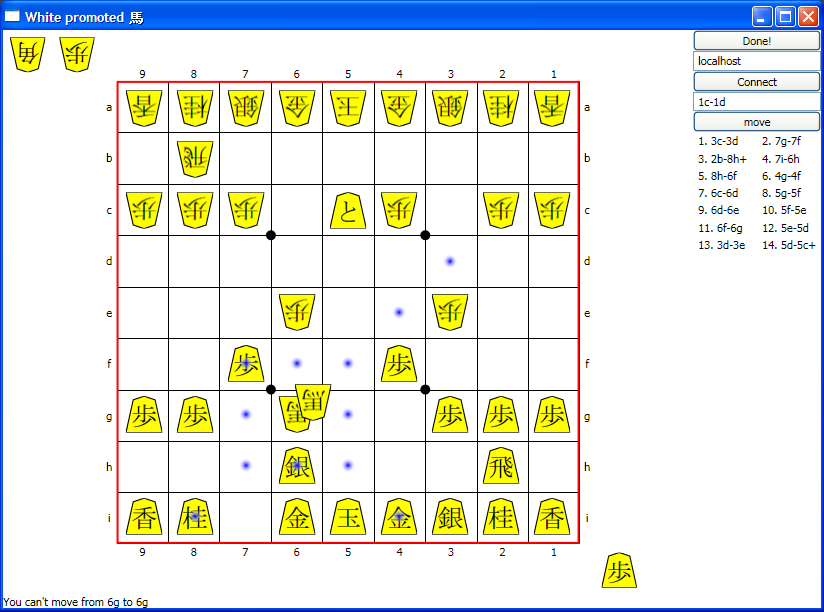 White promoted 馬
角 歩
Done!
localhost
Connect
1c-1d
move
1. 3c-3d 2. 7g-7f
3. 2b-8h+ 4. 7i-6h
5. 8h-6f 6. 4g-4f
7. 6c-6d 8. 5g-5f
9. 6d-6e 10. 5f-5e
11. 6f-6g 12. 5e-5d
13. 3d-3e 14. 5d-5c+
9 8 7 6 5 4 3 2 1
a 香 桂 銀 金 玉 金 銀 桂 香 a
b 飛 b
c 歩 歩 歩 と 歩 歩 歩 c
d d
e 歩 歩 e
f 歩 歩 f
g 歩 歩 馬 馬 歩 歩 歩 g
h 銀 飛 h
i 香 桂 金 玉 金 銀 桂 香 i
9 8 7 6 5 4 3 2 1
歩
You can't move from 6g to 6g